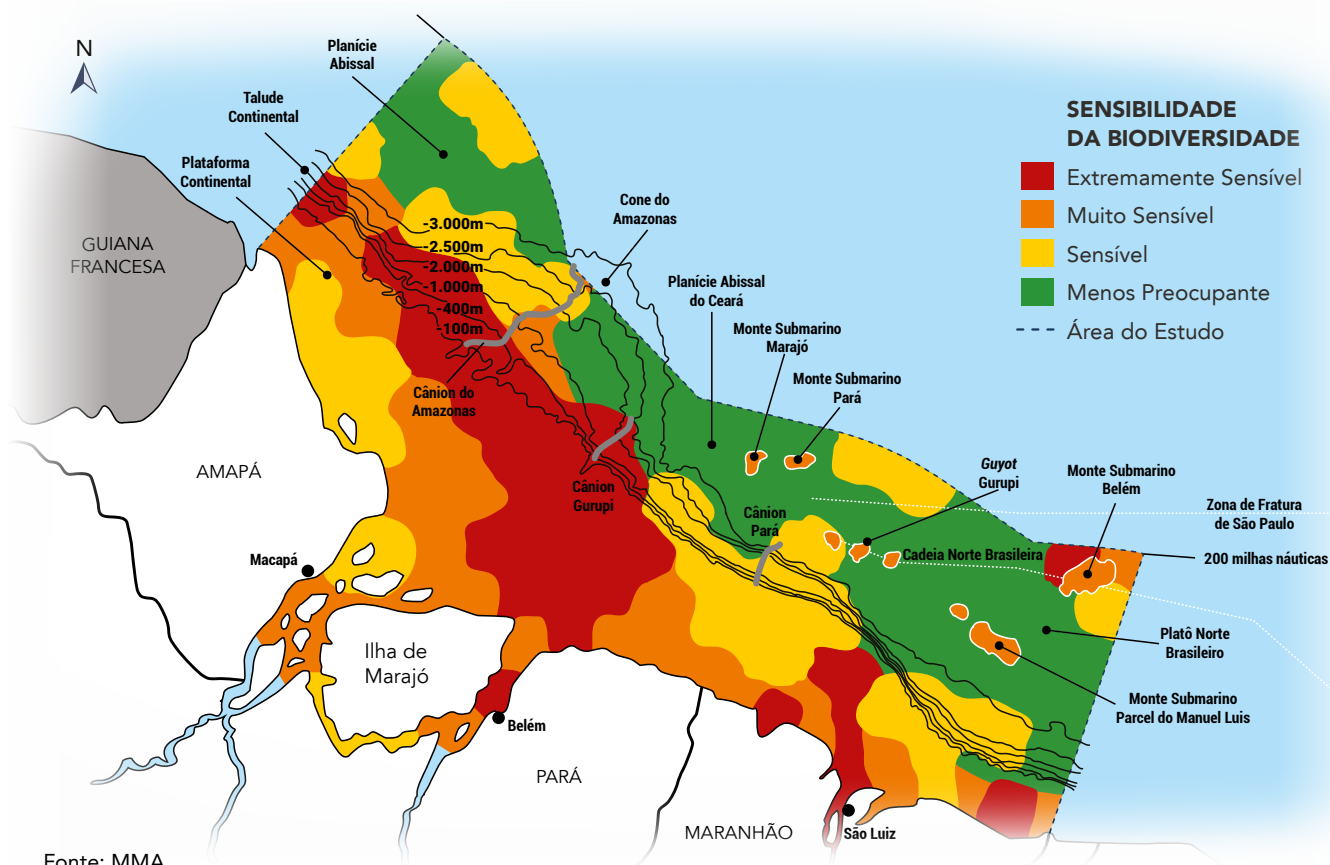 N
Planície
Abissal
Talude
Continental
Plataforma
Continental
GUIANA
FRANCESA
SENSIBILIDADE
DA BIODIVERSIDADE
Extremamente Sensível
Muito Sensível
Sensível
Menos Preocupante
Área do Estudo
Cone do
Amazonas
-3.000m
-2.500m
-2.000m
-1.000m
-400m
-100m
Planície Abissal
do Ceará
Monte Submarino
Marajó
Monte Submarino
Pará
Cânion do
Amazonas
AMAPÁ
Cânion
Gurupi
Guyot
Gurupi
Monte Submarino
Belém
Zona de Fratura
de São Paulo
Cânion
Pará
Cadeia Norte Brasileira
200 milhas náuticas
Macapá
Ilha de
Marajó
Platô Norte
Brasileiro
Monte Submarino
Parcel do Manuel Luis
Belém
PARÁ
MARANHÃO
São Luiz
Fonte: MMA